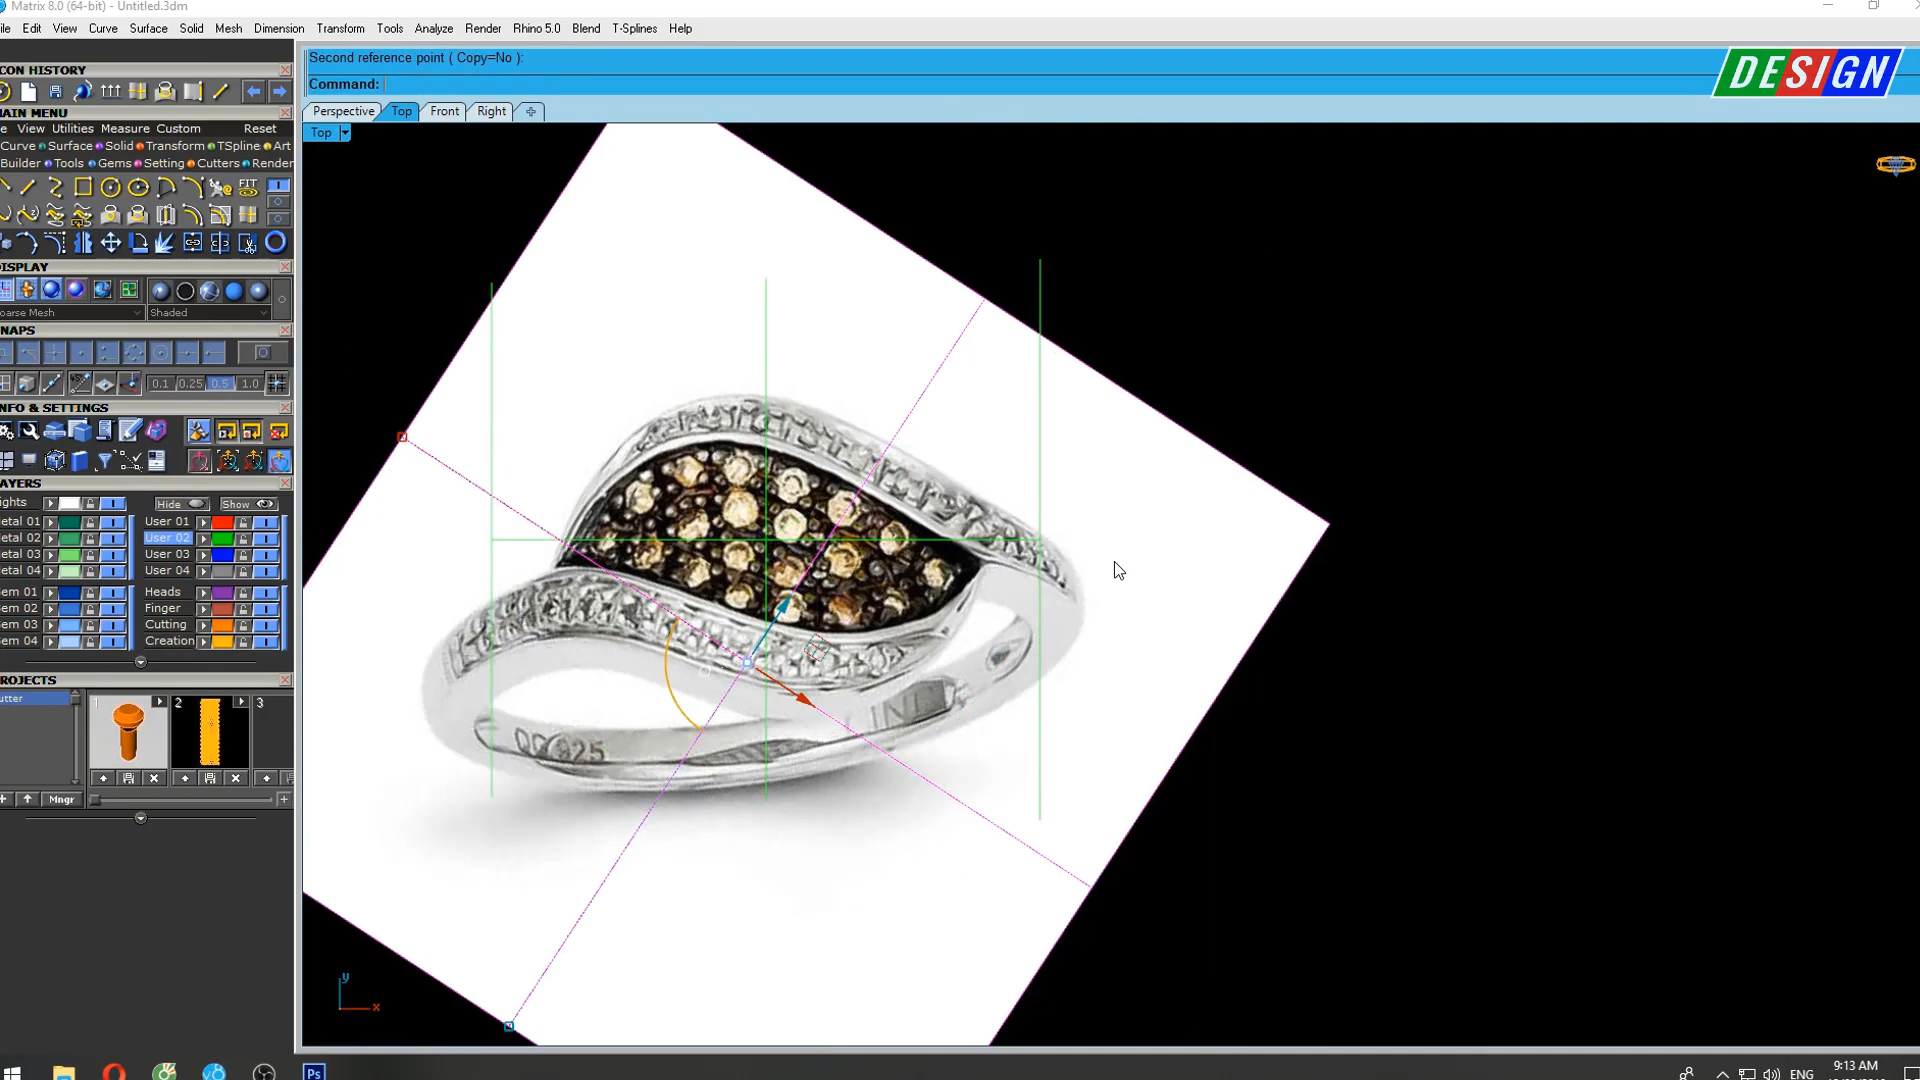 Matrix 8.0 (64-bit) - Untitled.3dm
ile Edit View Curve Surface Solid Mesh Dimension Transform Tools Analyze Render Rhino 5.0 Blend T-Splines Help
Second reference point ( Copy=No ):
Command:
DESIGN
Perspective Top Front Right
Top
CON HISTORY
AIN MENU
e View Utilities Measure Custom Reset
Curve Surface Solid Transform TSpline Art
Builder Tools Gems Setting Cutters Render
FIT
ISPLAY
oarse Mesh Shaded
NAPS
0.1 0.25 0.5 1.0
NFO & SETTINGS
AYERS
ights Hide Show
etal 01 User 01
etal 02 User 02
etal 03 User 03
etal 04 User 04
em 01 Heads
em 02 Finger
em 03 Cutting
em 04 Creation
ROJECTS
utter 1 2 3
Mngr
925
y
x
Ps
ENG
9:13 AM